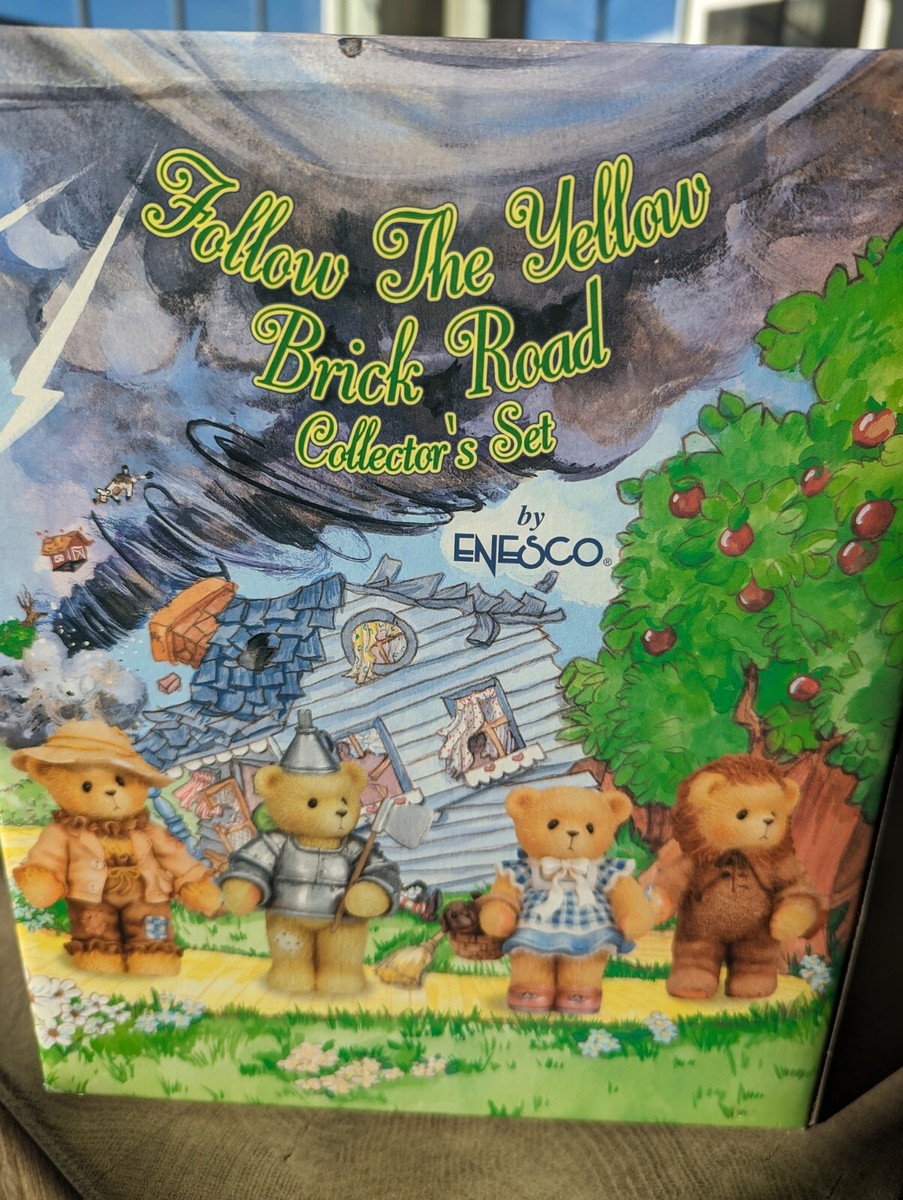 Follow The Yellow
Brick Road
Collector's Set
by
ENESCO®